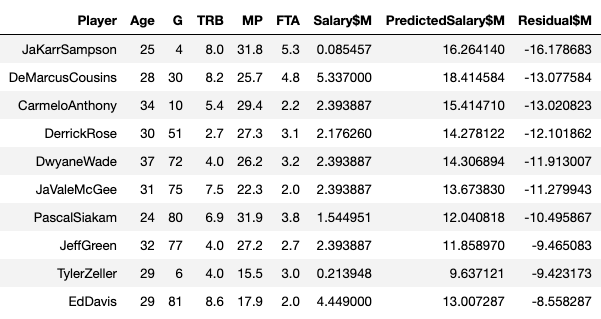 Player Age G TRB MP FTA Salary$M PredictedSalary$M Residual$M
JaKarrSampson 25 4 8.0 31.8 5.3 0.085457 16.264140 -16.178683
DeMarcusCousins 28 30 8.2 25.7 4.8 5.337000 18.414584 -13.077584
CarmeloAnthony 34 10 5.4 29.4 2.2 2.393887 15.414710 -13.020823
DerrickRose 30 51 2.7 27.3 3.1 2.176260 14.278122 -12.101862
DwyaneWade 37 72 4.0 26.2 3.2 2.393887 14.306894 -11.913007
JaValeMcGee 31 75 7.5 22.3 2.0 2.393887 13.673830 -11.279943
PascalSiakam 24 80 6.9 31.9 3.8 1.544951 12.040818 -10.495867
JeffGreen 32 77 4.0 27.2 2.7 2.393887 11.858970 -9.465083
TylerZeller 29 6 4.0 15.5 3.0 0.213948 9.637121 -9.423173
EdDavis 29 81 8.6 17.9 2.0 4.449000 13.007287 -8.558287